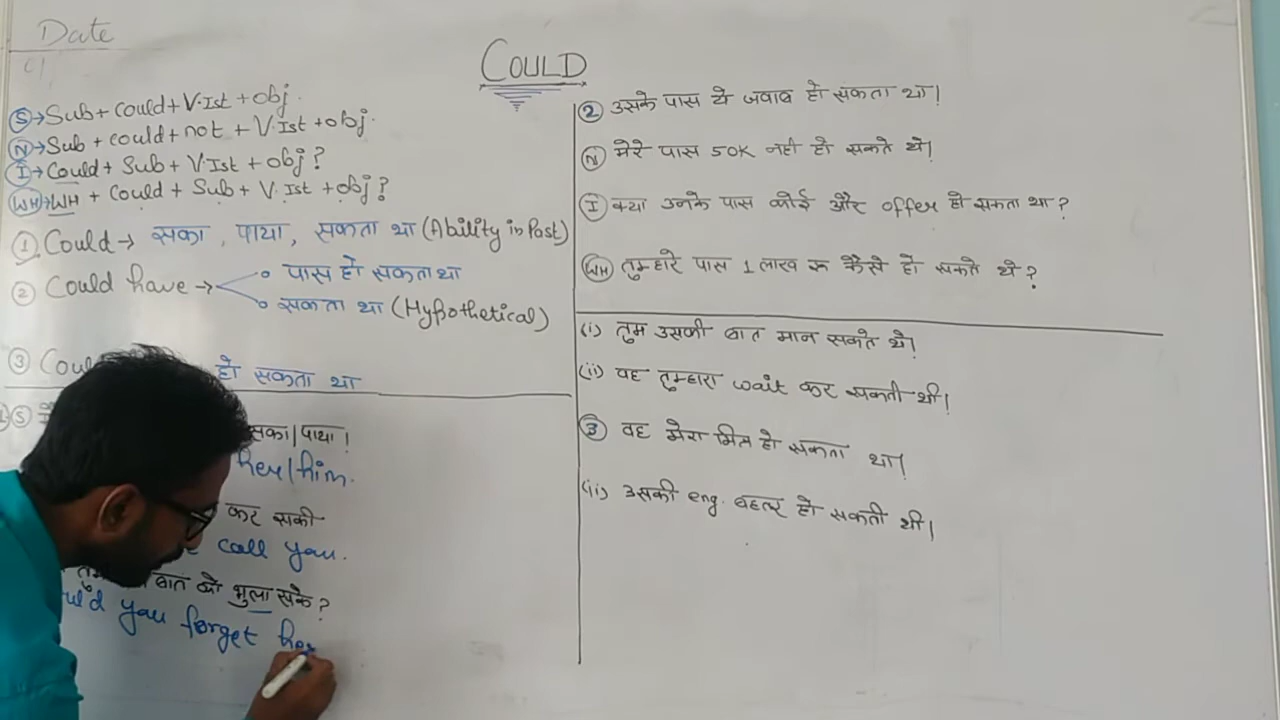 Date
COULD
Ⓢ→Sub + Could + V.Ist + obj.
Ⓝ→Sub + could + not + V.Ist + obj.
Ⓘ→Could + Sub + V.Ist + obj?
(WH)→WH + Could + Sub + V.Ist + obj?
① Could → सका, पाया, सकता था (Ability in Past)
② Could have → ∘ पास हो सकता था
∘ सकता था (Hypothetical)
③ Coul हो सकता था
Ⓢ सका/पाया।
her/him.
कर सकी
call you.
बात को भुला सके?
you forget her
② उसके पास ये जवाब हो सकता था।
Ⓝ मेरे पास 50K नही हो सकते थे।
Ⓘ क्या उनके पास कोई और offer हो सकता था?
(WH) तुम्हारे पास 1 लाख रू कैसे हो सकते थे?
(i) तुम उसकी बात मान सकते थे।
(ii) वह तुम्हारा wait कर सकती थी।
③ वह मेरा मित्र हो सकता था।
(ii) उसकी eng. बहतर हो सकती थी।